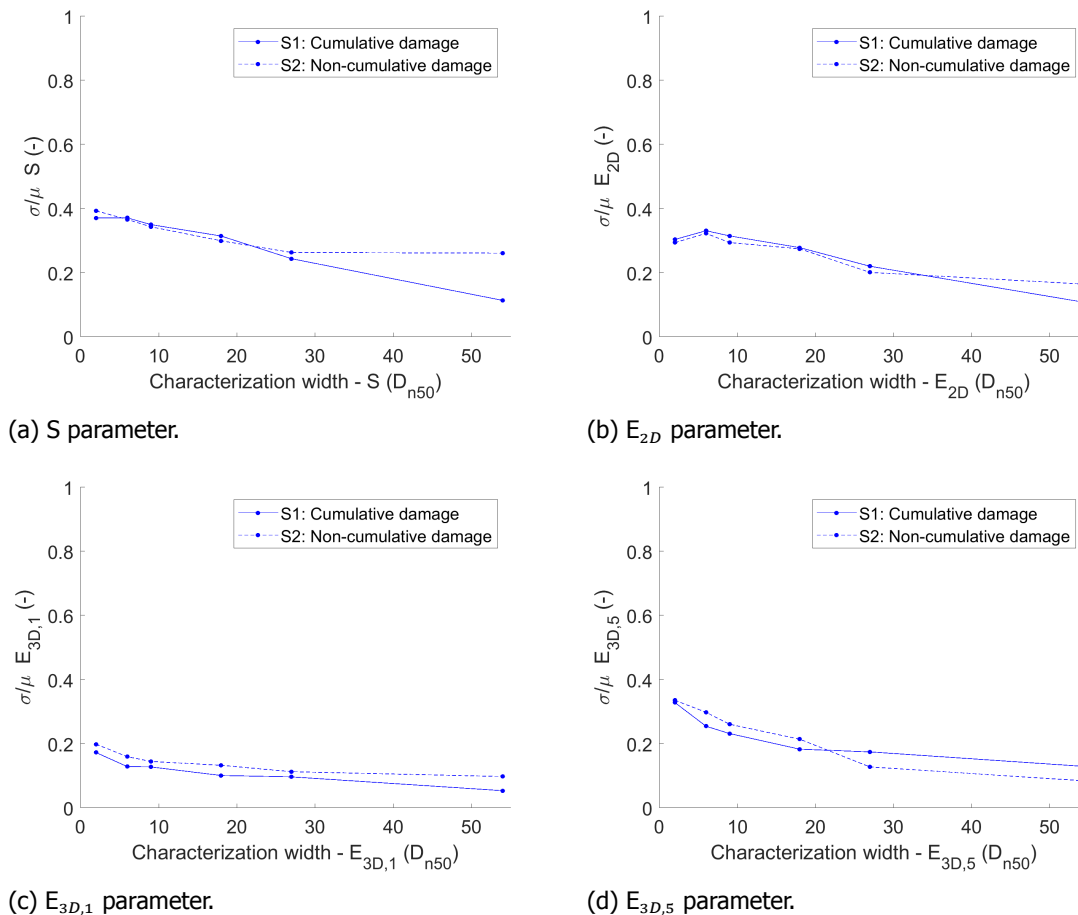 1
0.8
0.6
0.4
0.2
0
σ/μ S (-)
S1: Cumulative damage
S2: Non-cumulative damage
0 10 20 30 40 50
Characterization width - S (Dn50)
(a) S parameter.
1
0.8
0.6
0.4
0.2
0
σ/μ E2D (-)
S1: Cumulative damage
S2: Non-cumulative damage
0 10 20 30 40 50
Characterization width - E2D (Dn50)
(b) E2D parameter.
1
0.8
0.6
0.4
0.2
0
σ/μ E3D,1 (-)
S1: Cumulative damage
S2: Non-cumulative damage
0 10 20 30 40 50
Characterization width - E3D,1 (Dn50)
(c) E3D,1 parameter.
1
0.8
0.6
0.4
0.2
0
σ/μ E3D,5 (-)
S1: Cumulative damage
S2: Non-cumulative damage
0 10 20 30 40 50
Characterization width - E3D,5 (Dn50)
(d) E3D,5 parameter.